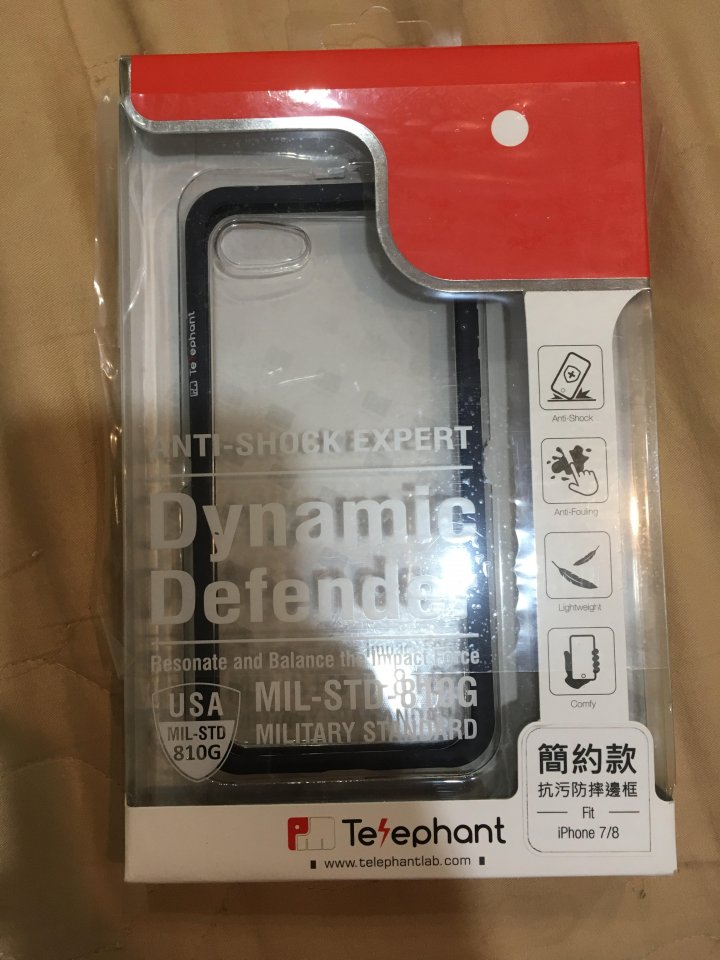 Telephant
Anti-Shock
ANTI-SHOCK EXPERT
Dynamic
Defender
Anti-Fouling
Lightweight
Resonate and Balance the Impact Force
USA
MIL-STD
810G
MIL-STD-810G
MILITARY STANDARD
Comfy
簡約款
抗污防摔邊框
Fit
iPhone 7/8
Telephant
www.telephantlab.com